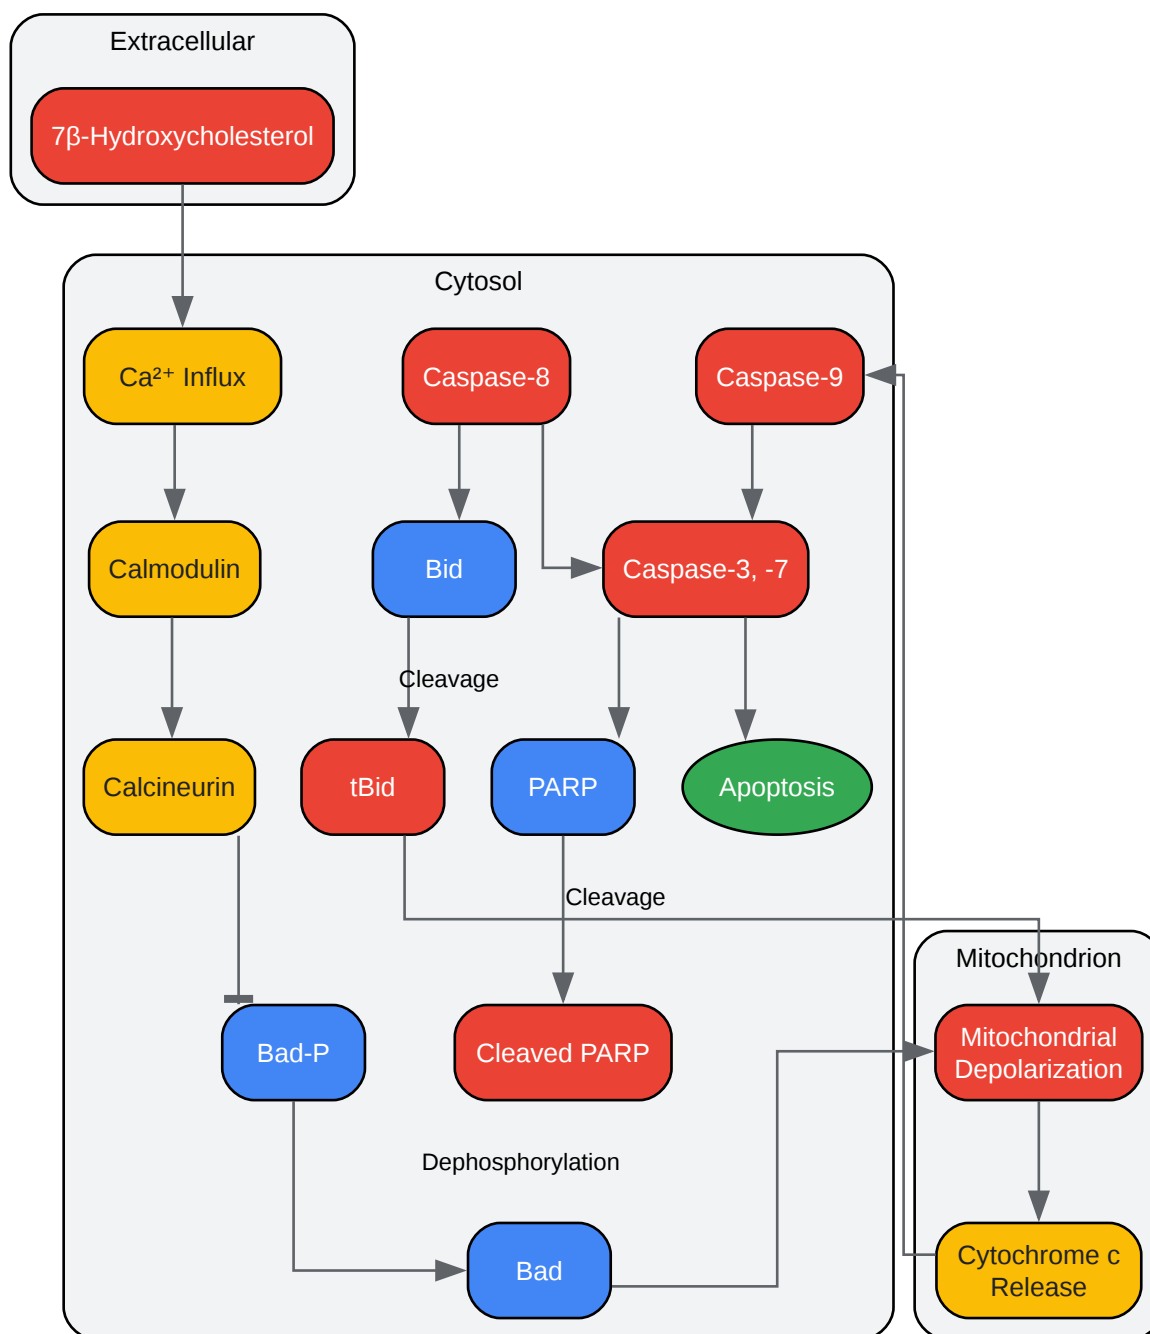 Extracellular
7β-Hydroxycholesterol
Cytosol
Ca²⁺ Influx
Caspase-8
Caspase-9
Calmodulin
Bid
Caspase-3, -7
Cleavage
Calcineurin
tBid
PARP
Apoptosis
Cleavage
Mitochondrion
Bad-P
Cleaved PARP
Mitochondrial
Depolarization
Dephosphorylation
Bad
Cytochrome c
Release